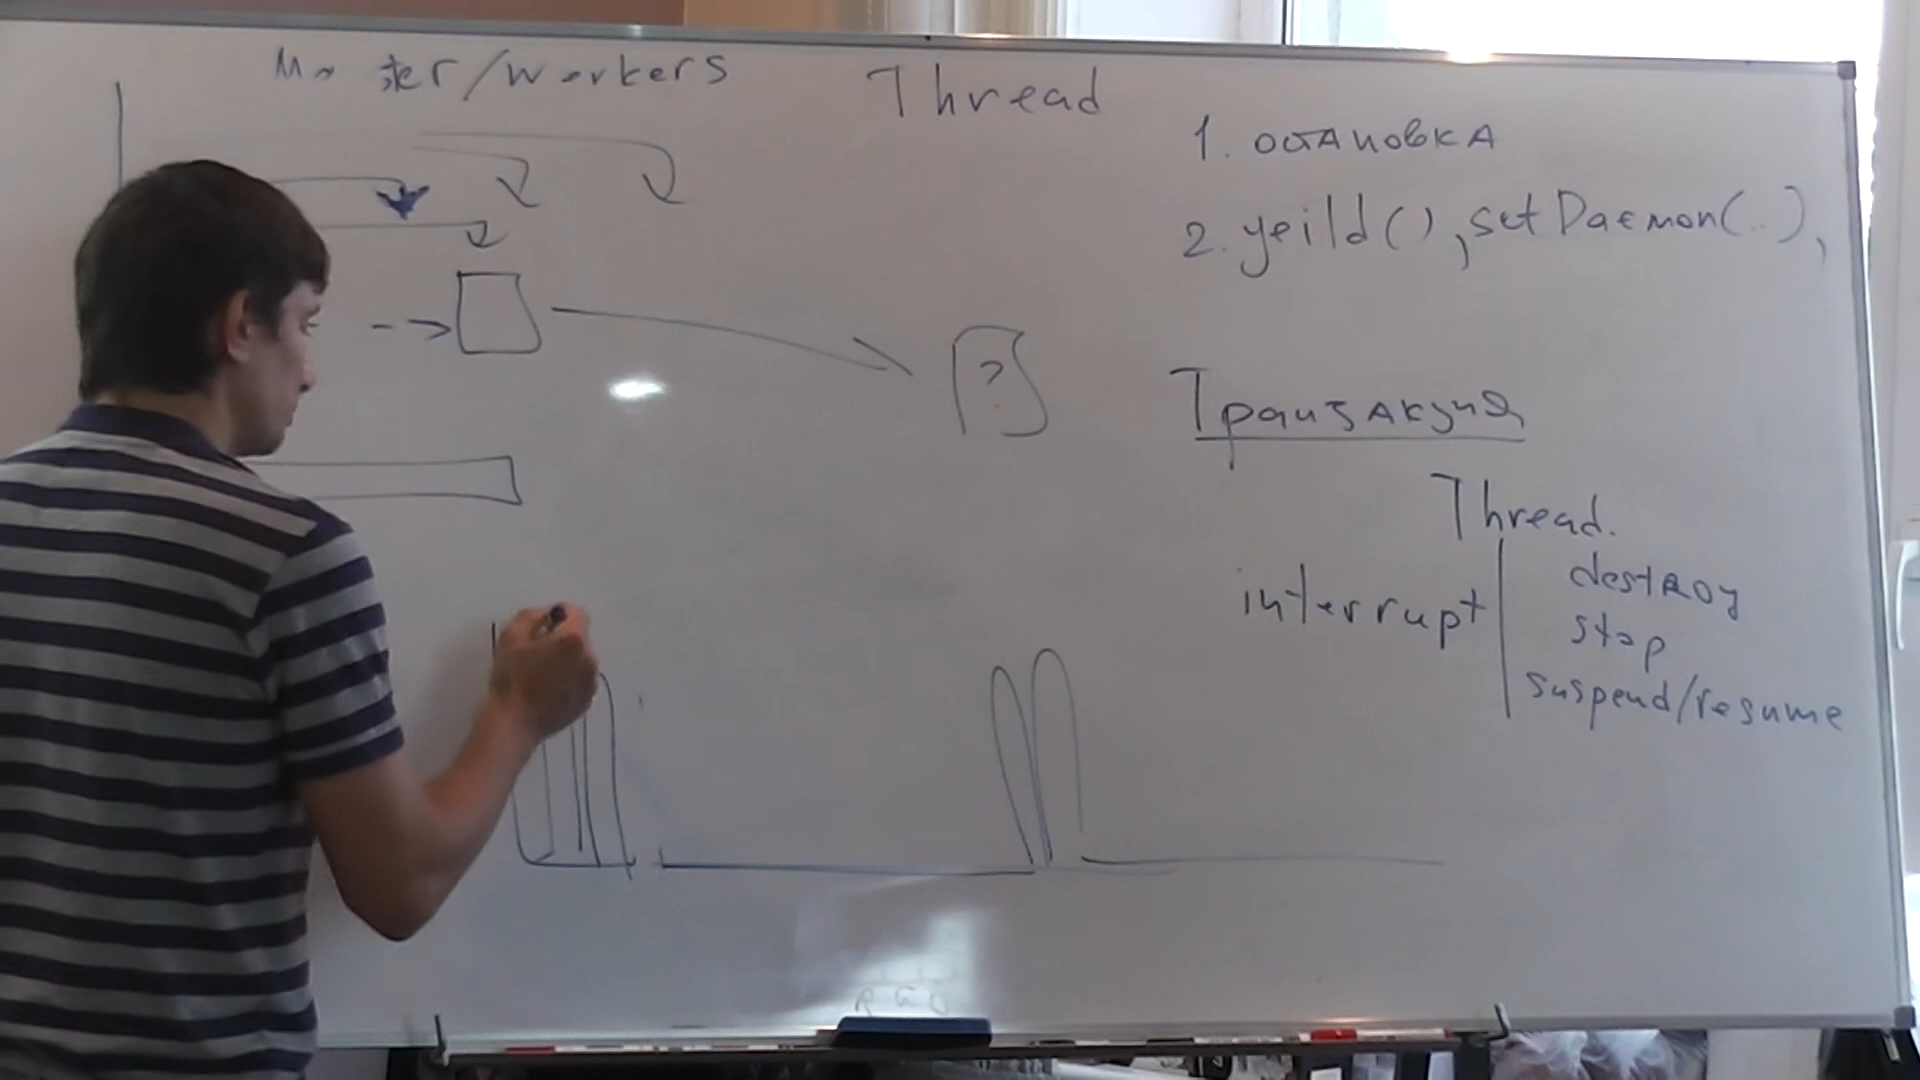 Master/workers
Thread
1. остановка
2. yeild(), setDaemon(..),
?
Транзакция
Thread.
interrupt
destroy
stop
suspend/resume